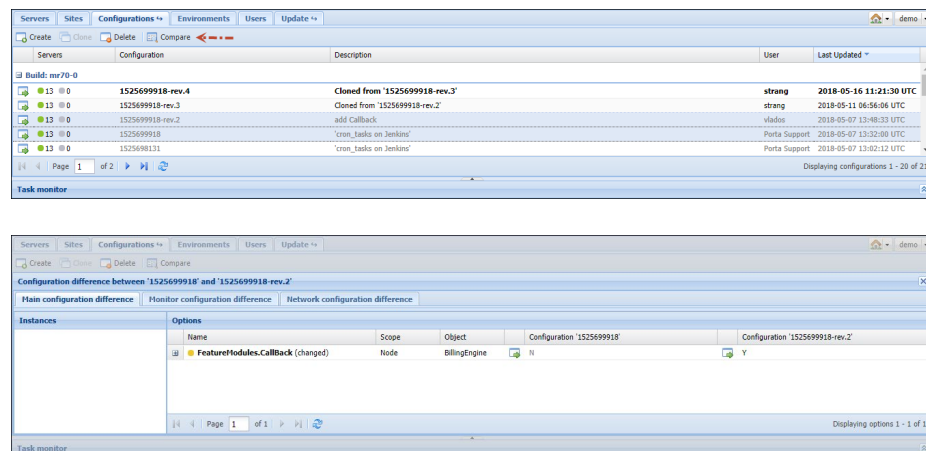 Servers Sites Configurations Environments Users Update demo
Create Clone Delete Compare
Servers Configuration Description User Last Updated
Build: mr70-0
13 0 1525699918-rev.4 Cloned from '1525699918-rev.3' strang 2018-05-16 11:21:30 UTC
13 0 1525699918-rev.3 Cloned from '1525699918-rev.2' strang 2018-05-11 06:56:06 UTC
13 0 1525699918-rev.2 add Callback vlados 2018-05-07 13:48:33 UTC
13 0 1525699918 'cron_tasks on Jenkins' Porta Support 2018-05-07 13:32:00 UTC
13 0 1525698131 'cron_tasks on Jenkins' Porta Support 2018-05-07 13:02:12 UTC
Page 1 of 2 Displaying configurations 1 - 20 of 21
Task monitor
Servers Sites Configurations Environments Users Update demo
Create Clone Delete Compare
Configuration difference between '1525699918' and '1525699918-rev.2'
Main configuration difference Monitor configuration difference Network configuration difference
Instances Options
Name Scope Object Configuration '1525699918' Configuration '1525699918-rev.2'
FeatureModules.CallBack (changed) Node BillingEngine N Y
Page 1 of 1 Displaying options 1 - 1 of 1
Task monitor